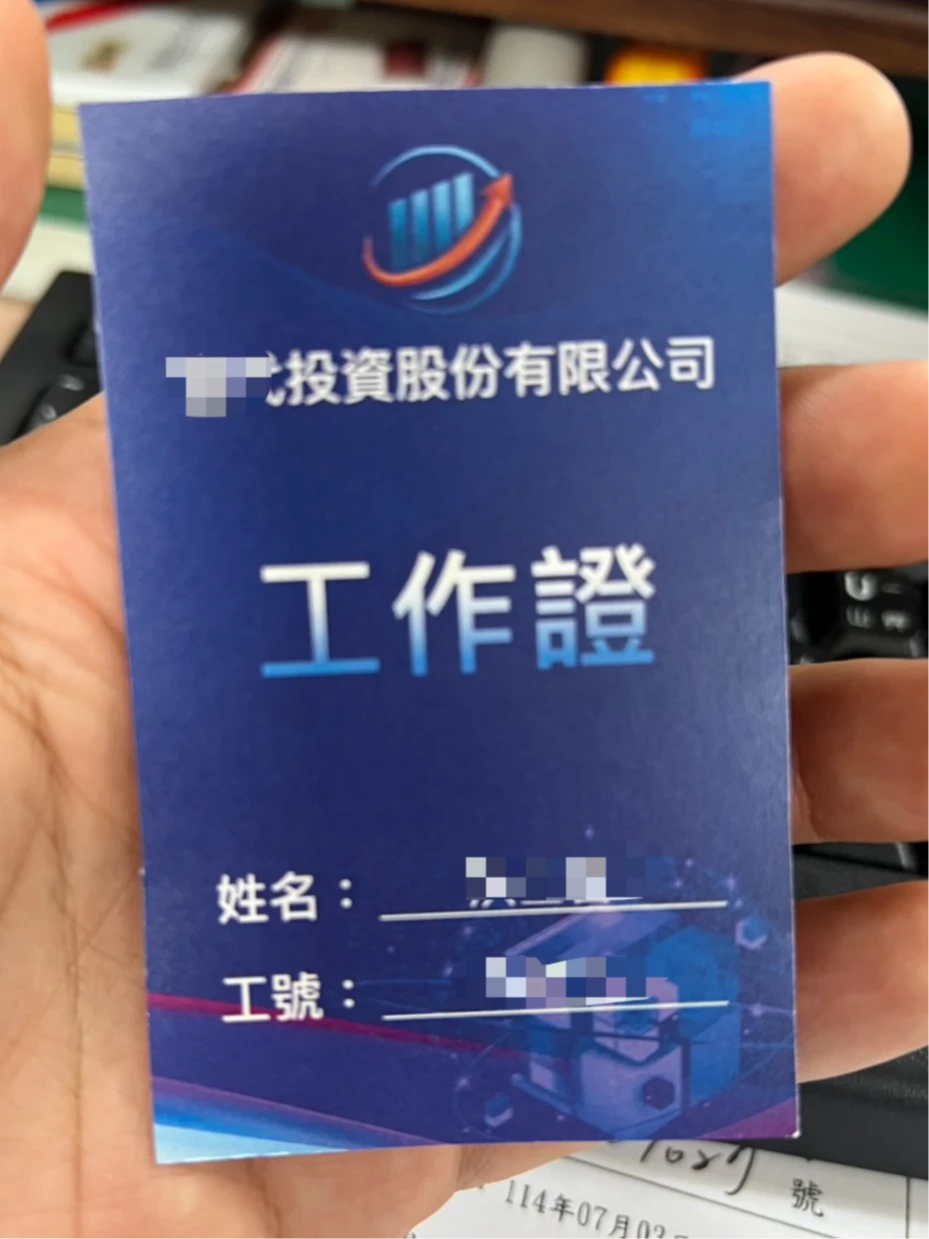 投資股份有限公司
工作證
姓名：
工號：
號
114年07月03